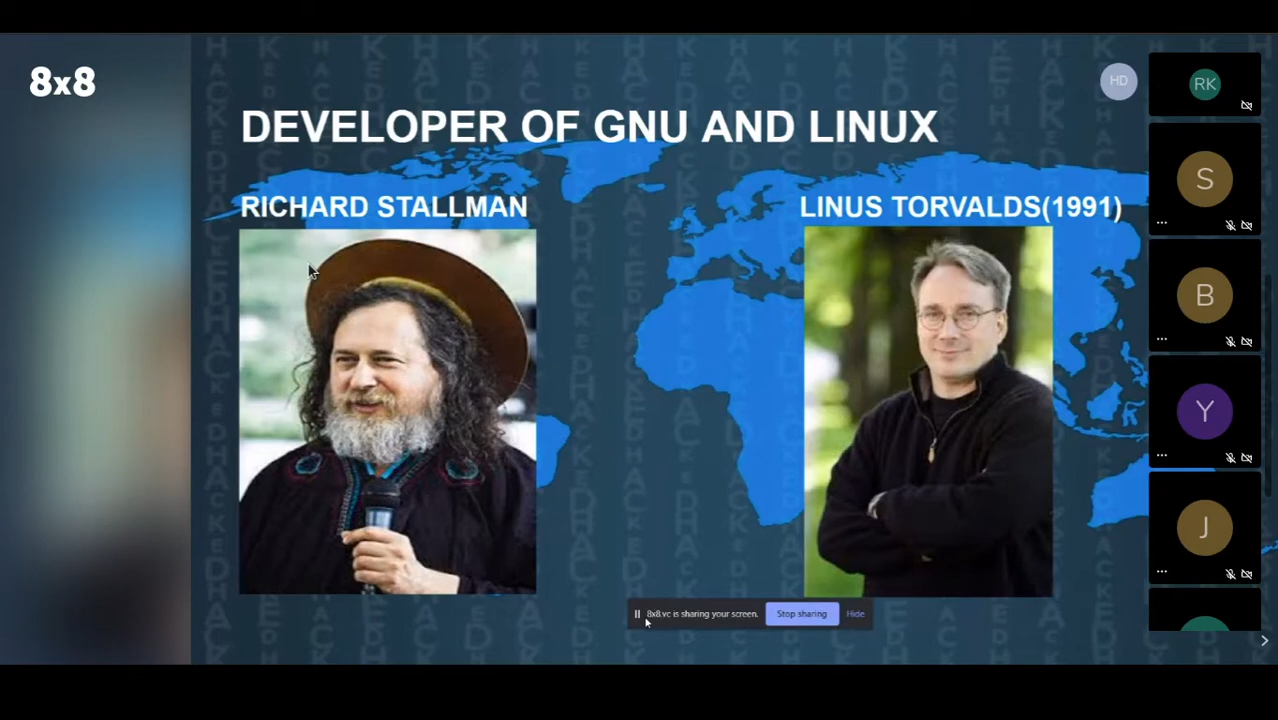 8x8
HD
RK
DEVELOPER OF GNU AND LINUX
RICHARD STALLMAN
LINUS TORVALDS(1991)
S
B
Y
J
8x8.vc is sharing your screen.
Stop sharing
Hide